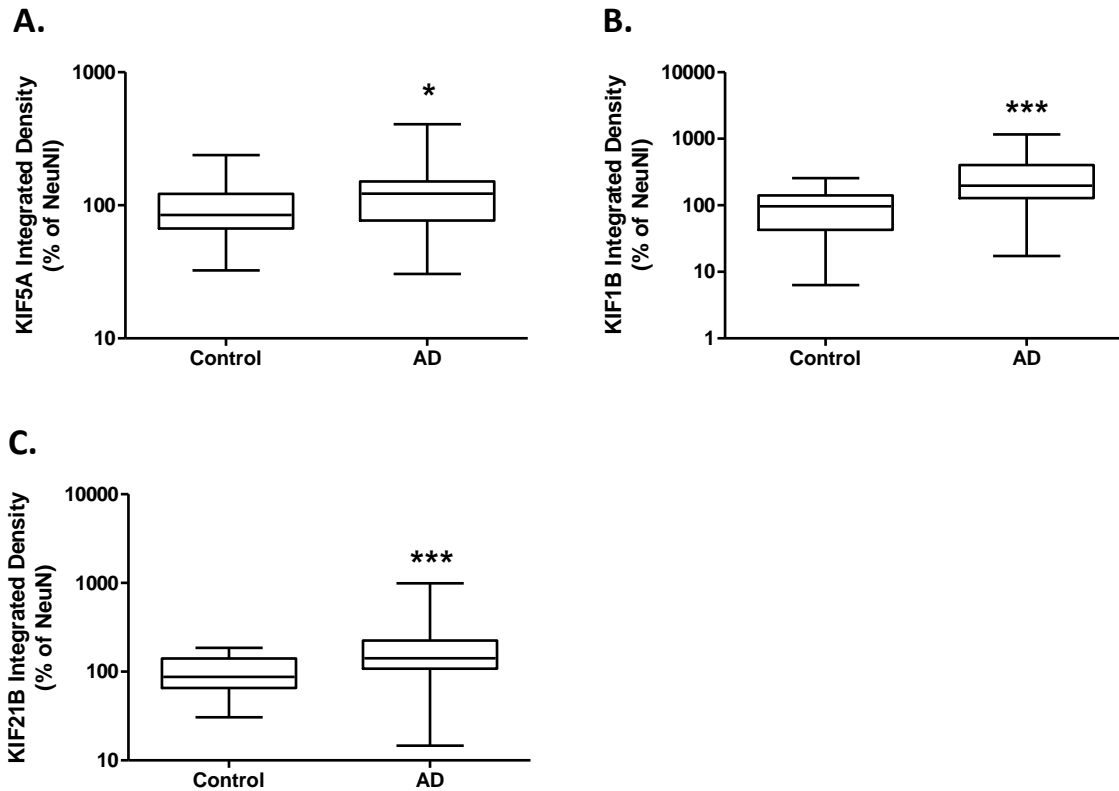 A.
KIF5A Integrated Density
(% of NeuNl)
1000
100
10
*
Control
AD
B.
KIF1B Integrated Density
(% of NeuNl)
10000
1000
100
10
1
***
Control
AD
C.
KIF21B Integrated Density
(% of NeuN)
10000
1000
100
10
***
Control
AD